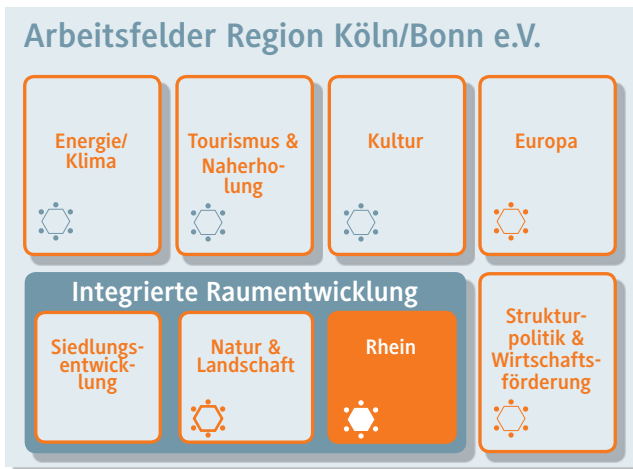 Arbeitsfelder Region Köln/Bonn e.V.
Energie/
Klima
Tourismus &
Naherho-
lung
Kultur
Europa
Integrierte Raumentwicklung
Siedlungs-
entwick-
lung
Natur &
Landschaft
Rhein
Struktur-
politik &
Wirtschafts-
förderung